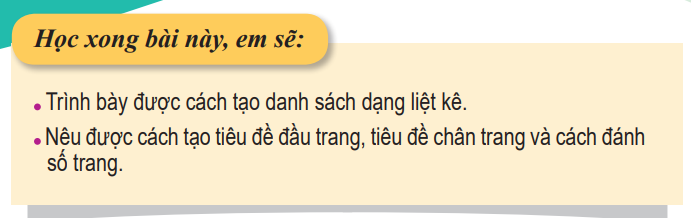 Học xong bài này, em sẽ:
• Trình bày được cách tạo danh sách dạng liệt kê.
• Nêu được cách tạo tiêu đề đầu trang, tiêu đề chân trang và cách đánh
số trang.